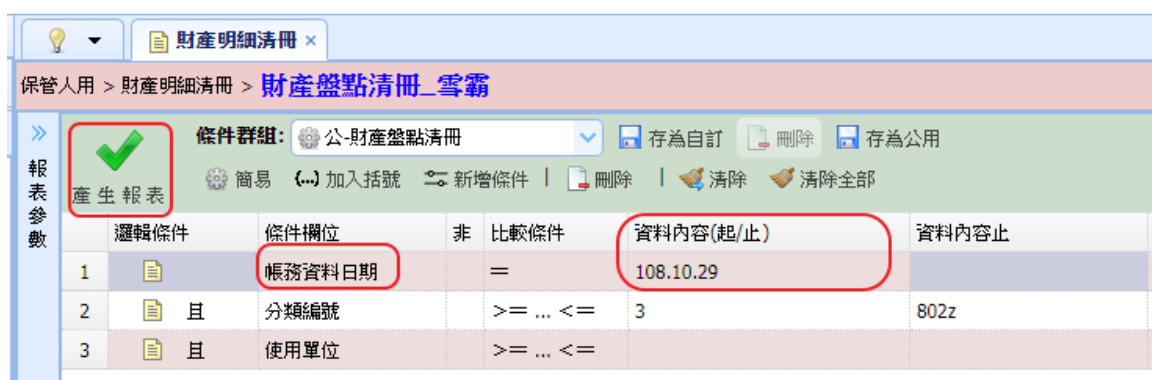 財產明細清冊 ×
保管人用 > 財產明細清冊 > 財產盤點清冊_雪霸
報表參數
產生報表
條件群組: 公-財產盤點清冊 存為自訂 刪除 存為公用
簡易 (...) 加入括號 新增條件 刪除 清除 清除全部
邏輯條件 條件欄位 非 比較條件 資料內容(起/止) 資料內容止
1 帳務資料日期 = 108.10.29
2 且 分類編號 >= ... <= 3 802z
3 且 使用單位 >= ... <=